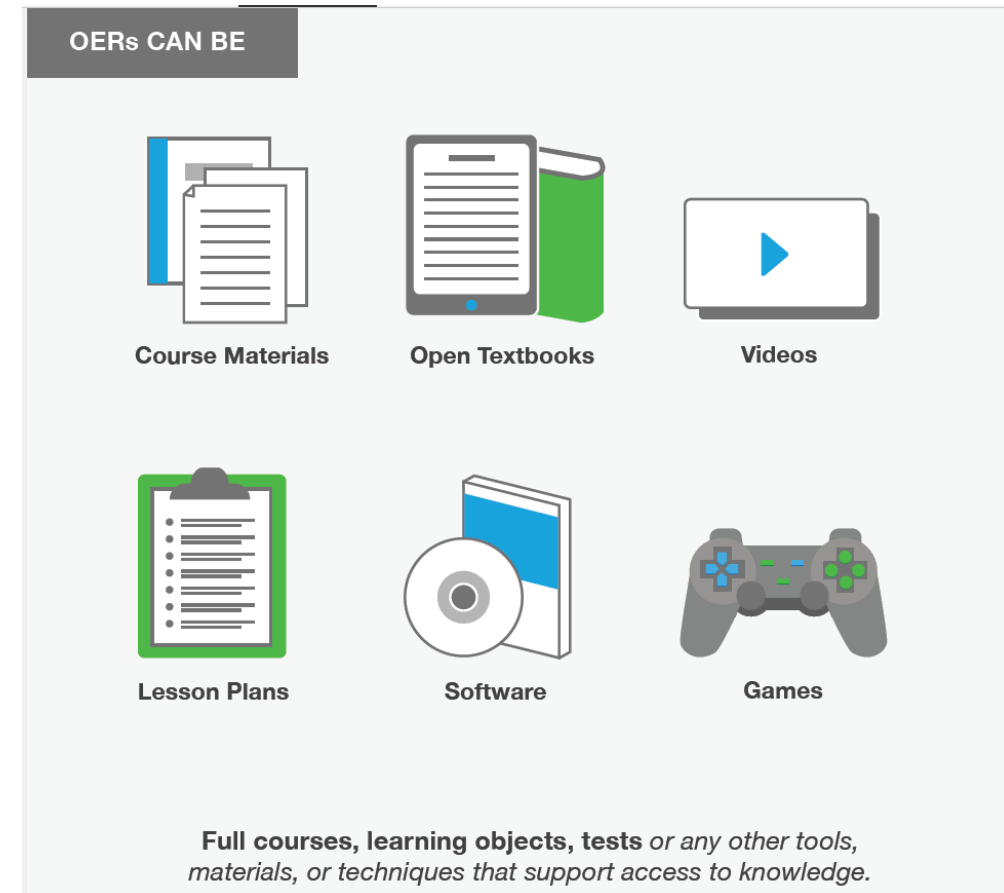 OERs CAN BE
Course Materials
Open Textbooks
Videos
Lesson Plans
Software
Games
Full courses, learning objects, tests or any other tools,
materials, or techniques that support access to knowledge.